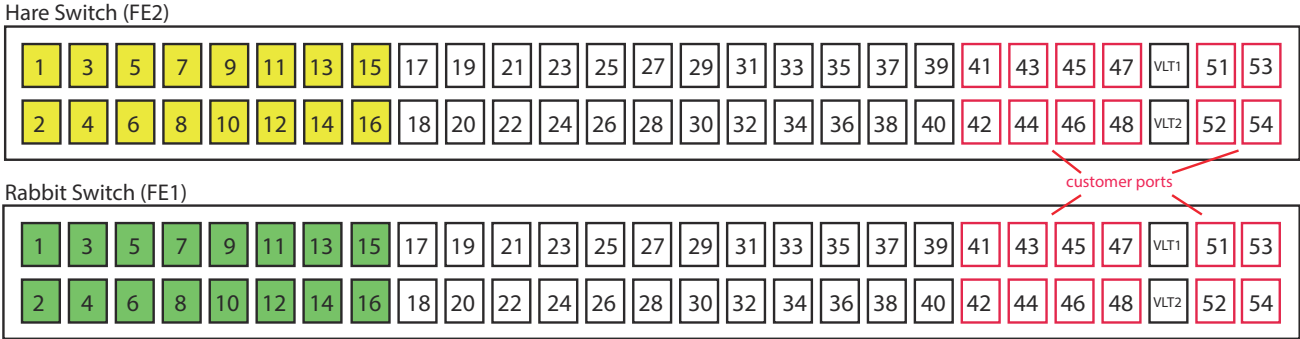 Hare Switch (FE2)
1 3 5 7 9 11 13 15 17 19 21 23 25 27 29 31 33 35 37 39 41 43 45 47 VLT1 51 53
2 4 6 8 10 12 14 16 18 20 22 24 26 28 30 32 34 36 38 40 42 44 46 48 VLT2 52 54
customer ports
Rabbit Switch (FE1)
1 3 5 7 9 11 13 15 17 19 21 23 25 27 29 31 33 35 37 39 41 43 45 47 VLT1 51 53
2 4 6 8 10 12 14 16 18 20 22 24 26 28 30 32 34 36 38 40 42 44 46 48 VLT2 52 54